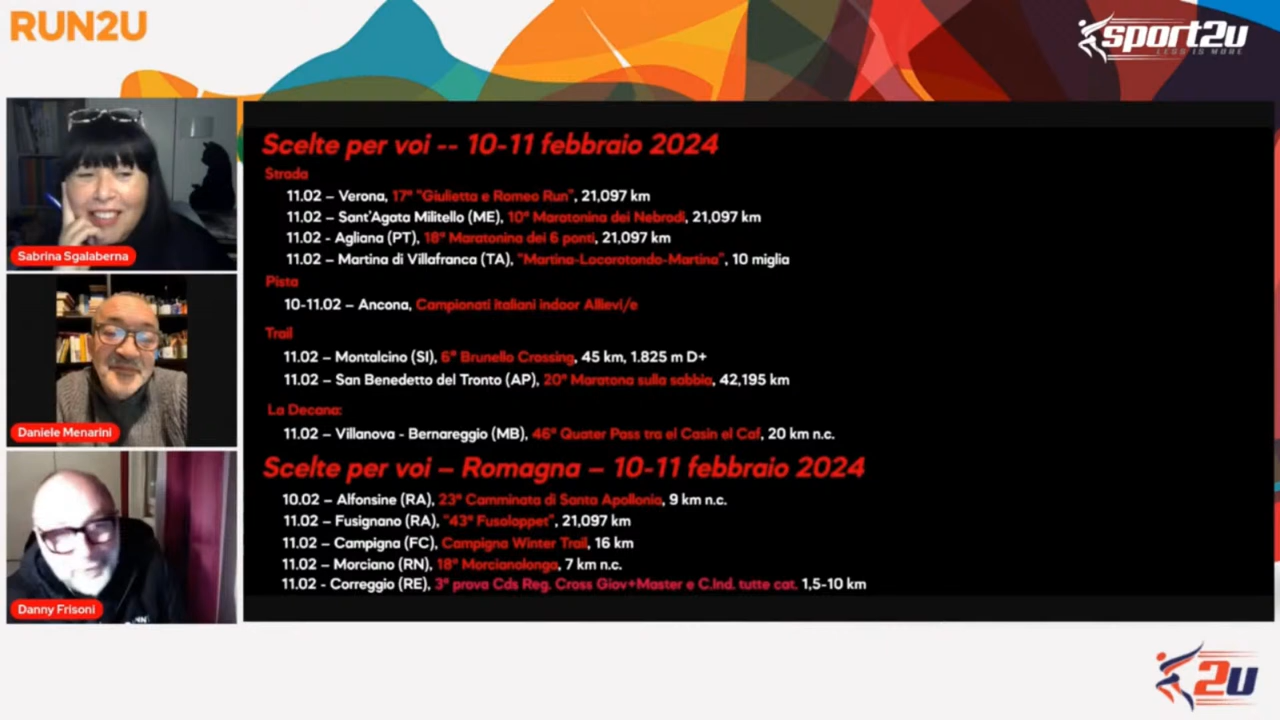 RUN2U
sport2u
LESS IS MORE
Sabrina Sgalaberna
Daniele Menarini
Danny Frisoni
Scelte per voi -- 10-11 febbraio 2024
Strada
11.02 – Verona, 17ª "Giulietta e Romeo Run", 21,097 km
11.02 – Sant'Agata Militello (ME), 10ª Maratonina dei Nebrodi, 21,097 km
11.02 - Agliana (PT), 18ª Maratonina dei 6 ponti, 21,097 km
11.02 – Martina di Villafranca (TA), "Martina-Locorotondo-Martina", 10 miglia
Pista
10-11.02 – Ancona, Campionati italiani indoor Allievi/e
Trail
11.02 – Montalcino (SI), 6ª Brunello Crossing, 45 km, 1.825 m D+
11.02 – San Benedetto del Tronto (AP), 20ª Maratona sulla sabbia, 42,195 km
La Decana:
11.02 – Villanova - Bernareggio (MB), 46ª Quater Pass tra el Casin el Caf, 20 km n.c.
Scelte per voi – Romagna – 10-11 febbraio 2024
10.02 – Alfonsine (RA), 23ª Camminata di Santa Apollonia, 9 km n.c.
11.02 – Fusignano (RA), "43ª Fusoloppet", 21,097 km
11.02 – Campigna (FC), Campigna Winter Trail, 16 km
11.02 – Morciano (RN), 18ª Morcianolonga, 7 km n.c.
11.02 - Correggio (RE), 3ª prova Cds Reg. Cross Giov+Master e C.Ind. tutte cat. 1,5-10 km
2u